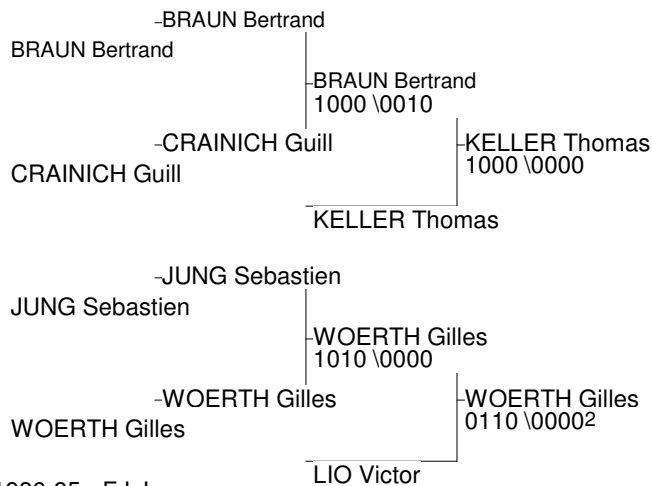 BRAUN Bertrand
BRAUN Bertrand
BRAUN Bertrand
1000 \0010
CRAINICH Guill
KELLER Thomas
1000 \0000
CRAINICH Guill
KELLER Thomas
JUNG Sebastien
JUNG Sebastien
WOERTH Gilles
1010 \0000
WOERTH Gilles
WOERTH Gilles
0110 \00002
WOERTH Gilles
LIO Victor